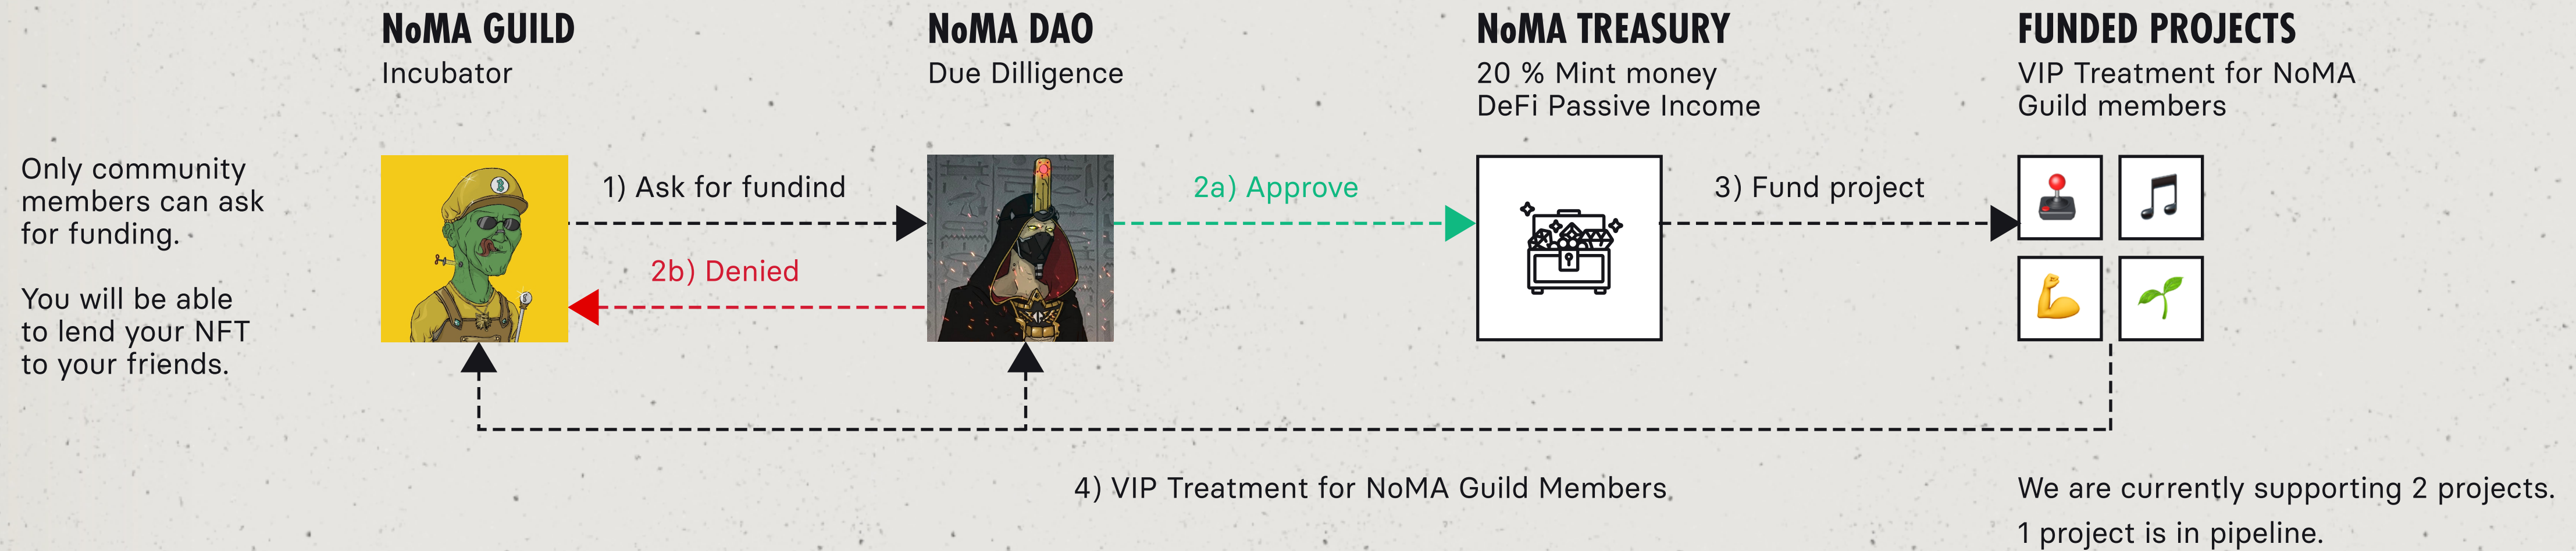 NoMA GUILD
Incubator
NoMA DAO
Due Dilligence
NoMA TREASURY
20 % Mint money
DeFi Passive Income
FUNDED PROJECTS
VIP Treatment for NoMA
Guild members
Only community
members can ask
for funding.
You will be able
to lend your NFT
to your friends.
1) Ask for fundind
2b) Denied
2a) Approve
3) Fund project
4) VIP Treatment for NoMA Guild Members.
We are currently supporting 2 projects.
1 project is in pipeline.